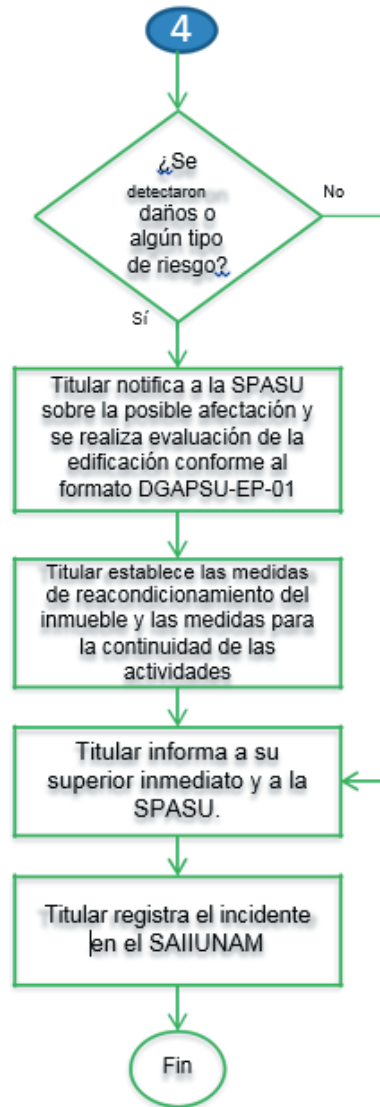 4
¿Se
detectaron
daños o
algún tipo
de riesgo?
No
Sí
Titular notifica a la SPASU
sobre la posible afectación y
se realiza evaluación de la
edificación conforme al
formato DGAPSU-EP-01
Titular establece las medidas
de reacondicionamiento del
inmueble y las medidas para
la continuidad de las
actividades
Titular informa a su
superior inmediato y a la
SPASU.
Titular registra el incidente
en el SAIIUNAM
Fin